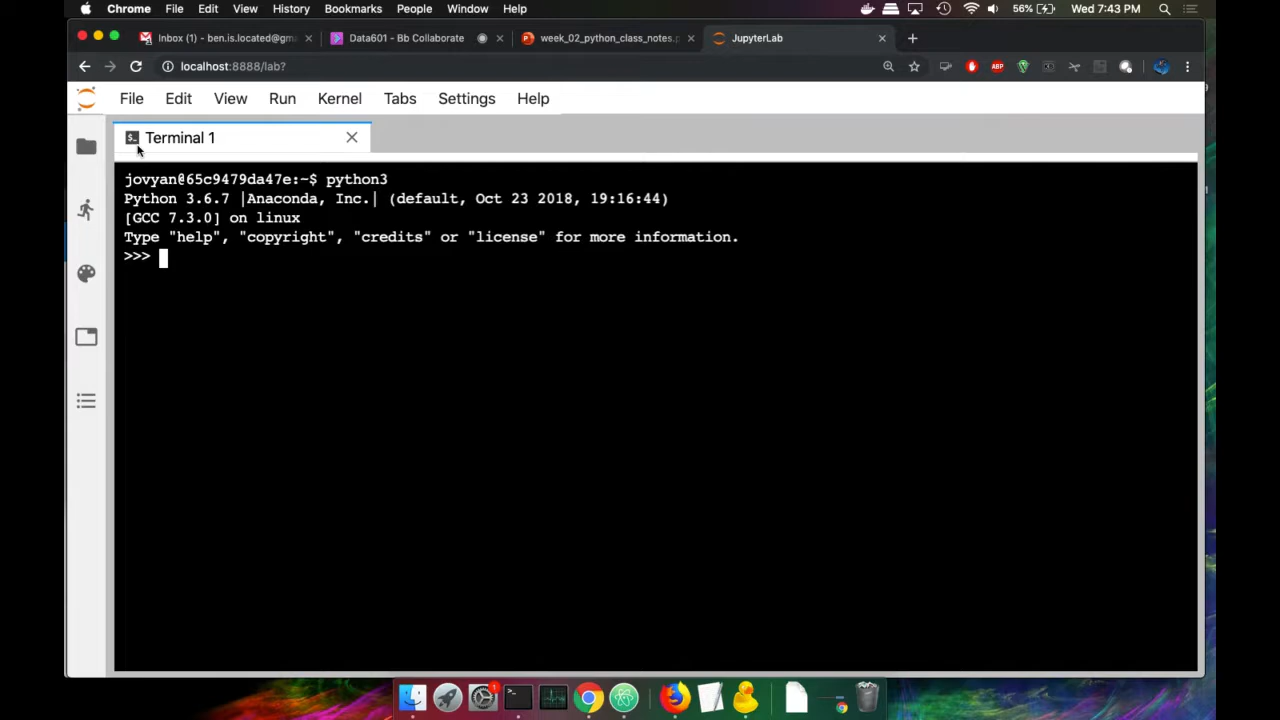 Chrome File Edit View History Bookmarks People Window Help 56% Wed 7:43 PM
Inbox (1) - ben.is.located@gma Data601 - Bb Collaborate week_02_python_class_notes.p JupyterLab
localhost:8888/lab? ABP
File Edit View Run Kernel Tabs Settings Help
$_ Terminal 1
jovyan@65c9479da47e:~$ python3
Python 3.6.7 |Anaconda, Inc.| (default, Oct 23 2018, 19:16:44)
[GCC 7.3.0] on linux
Type "help", "copyright", "credits" or "license" for more information.
>>>
1